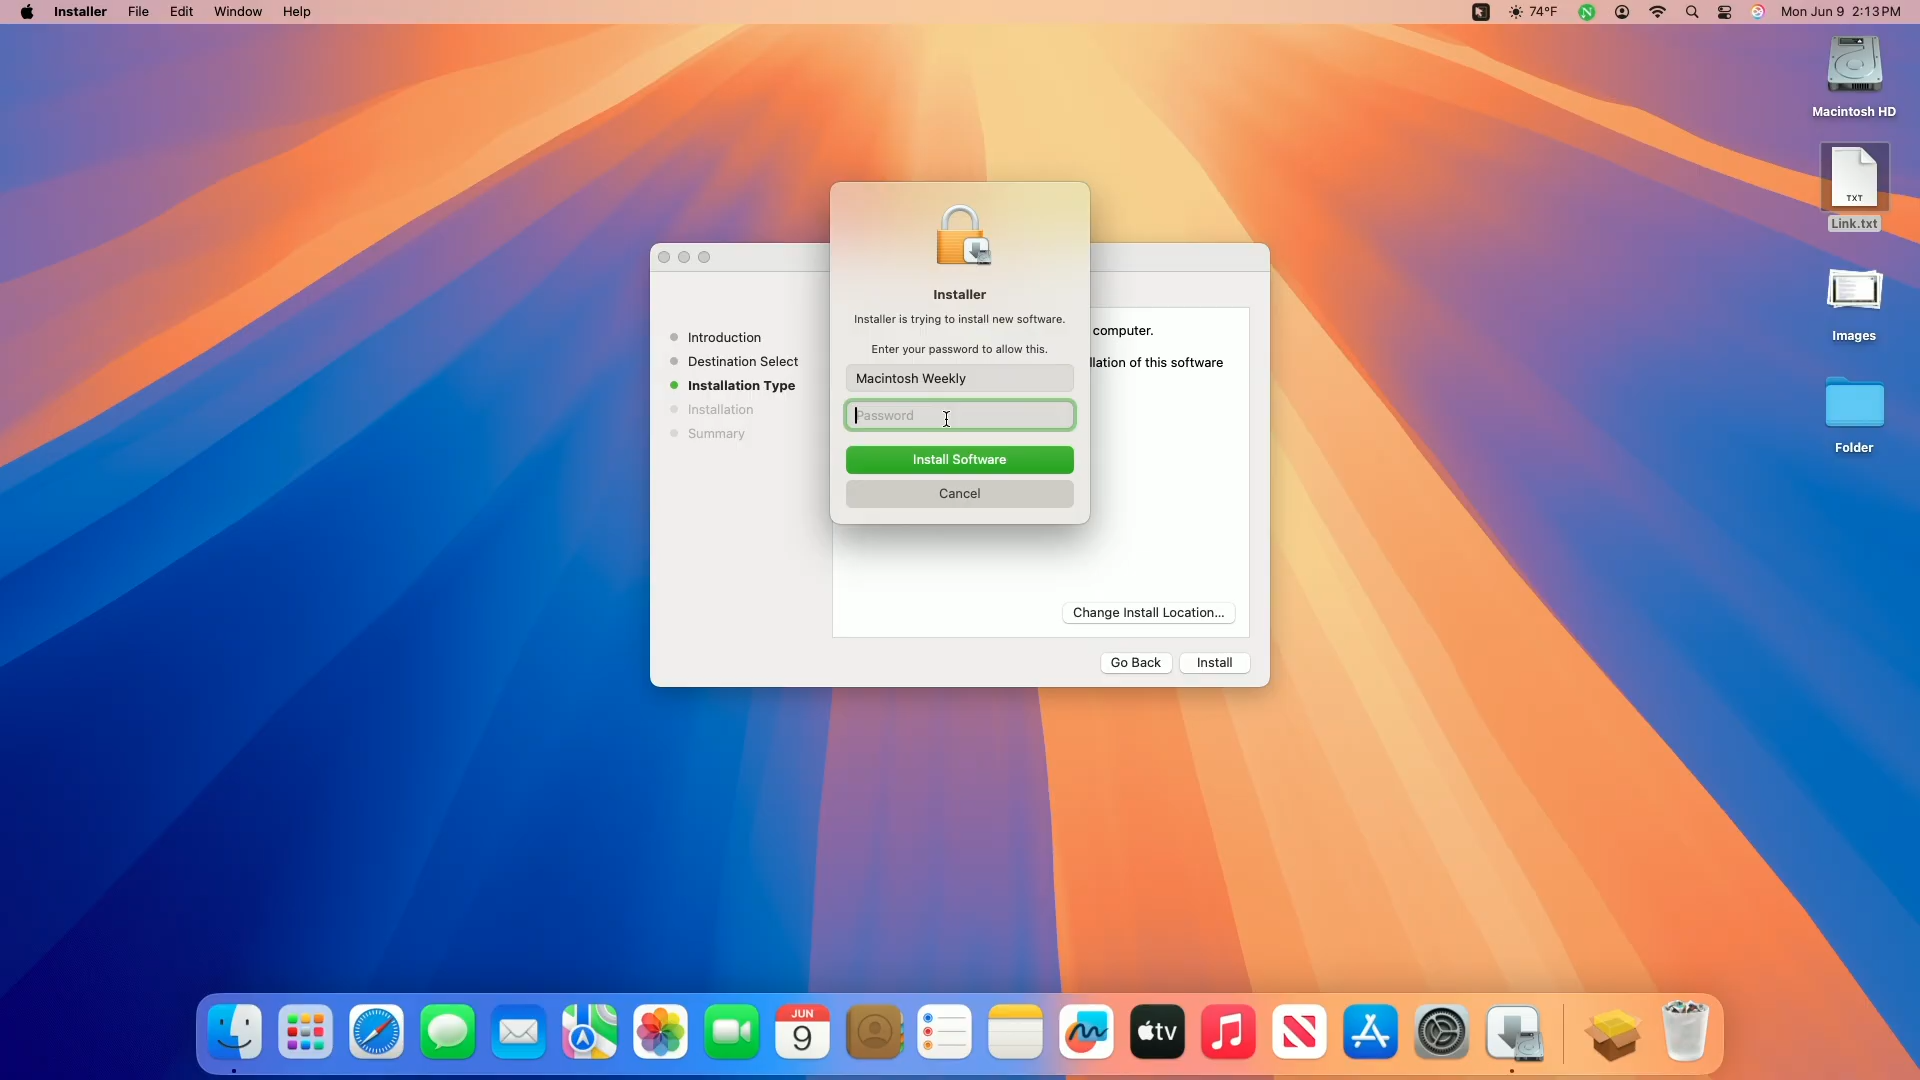 Installer File Edit Window Help
74°F N Mon Jun 9 2:13 PM
Macintosh HD
TXT
Link.txt
Images
Folder
Installer
Installer is trying to install new software.
Enter your password to allow this.
Macintosh Weekly
Password
Install Software
Cancel
Introduction
Destination Select
Installation Type
Installation
Summary
computer.
llation of this software
Change Install Location...
Go Back Install
JUN
9
tv